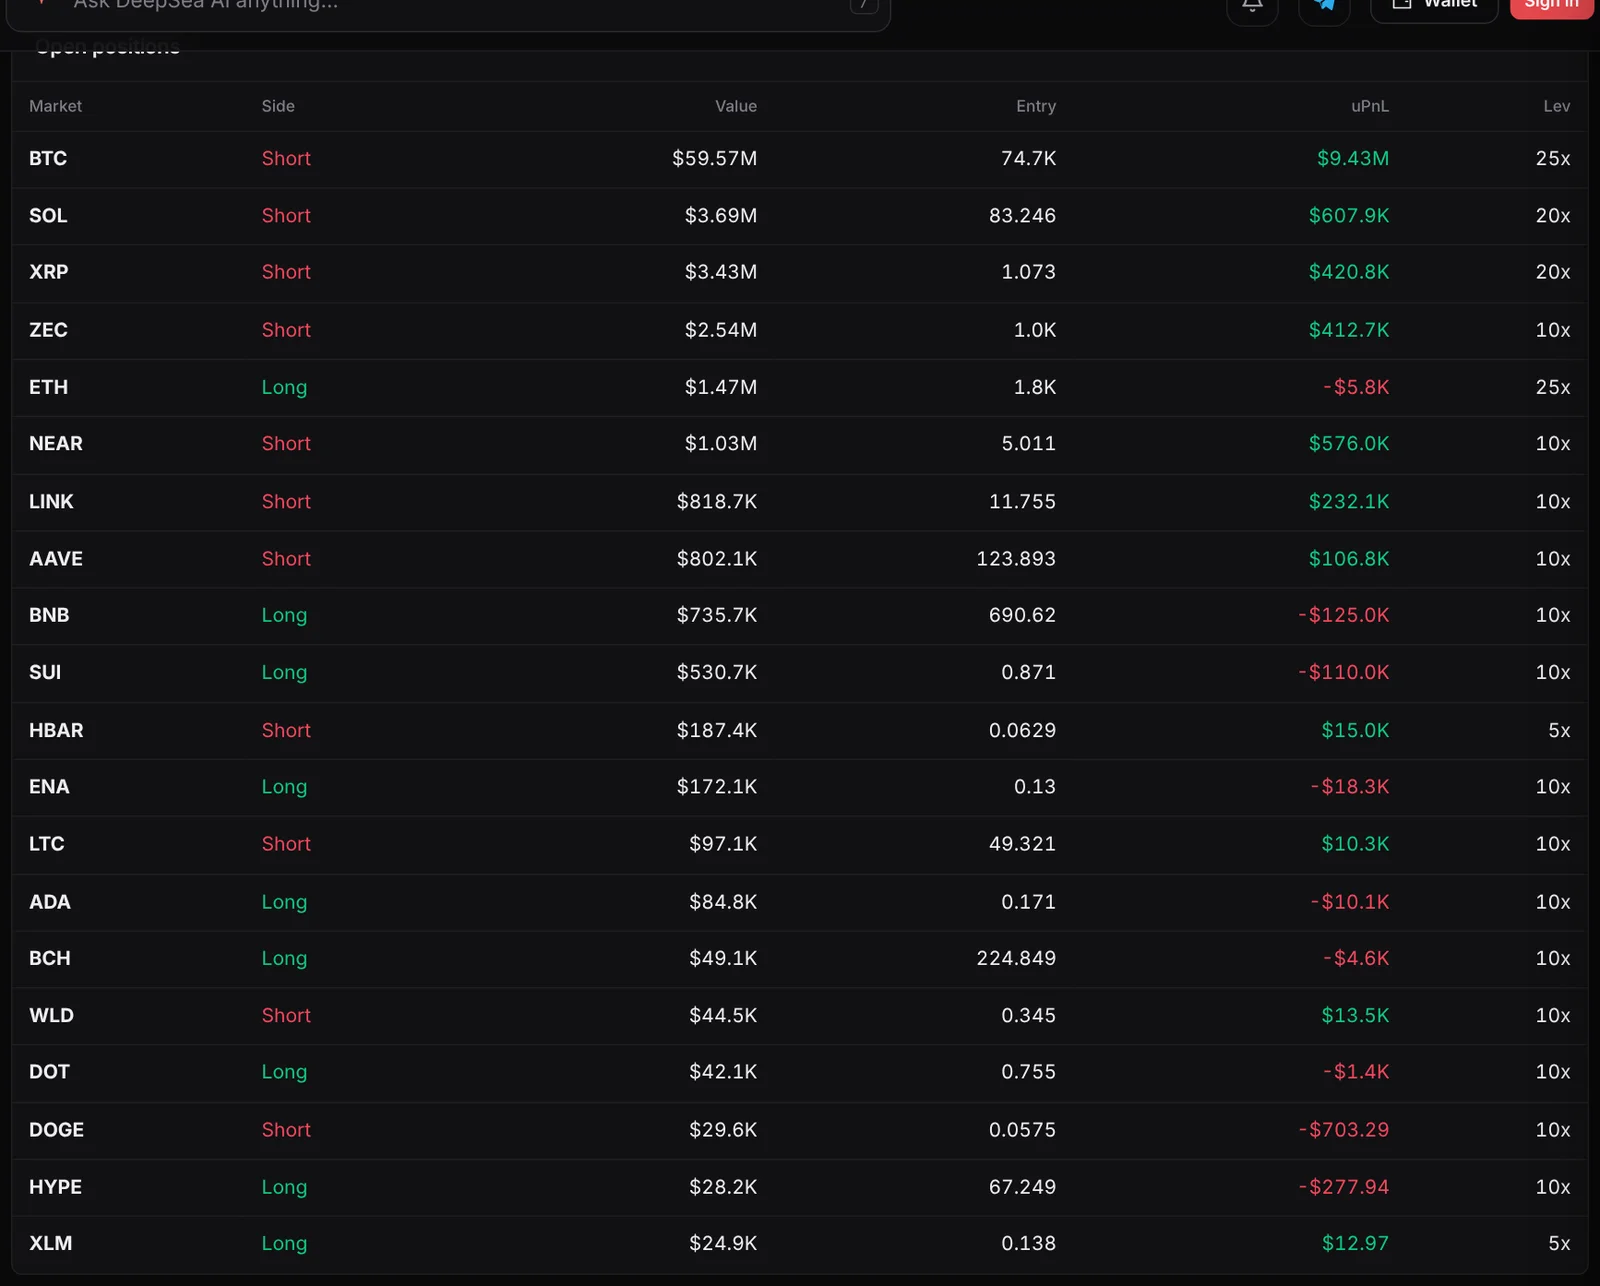 Ask DeepSea AI anything... /
Wallet
Sign in
Open positions
Market Side Value Entry uPnL Lev
BTC Short $59.57M 74.7K $9.43M 25x
SOL Short $3.69M 83.246 $607.9K 20x
XRP Short $3.43M 1.073 $420.8K 20x
ZEC Short $2.54M 1.0K $412.7K 10x
ETH Long $1.47M 1.8K -$5.8K 25x
NEAR Short $1.03M 5.011 $576.0K 10x
LINK Short $818.7K 11.755 $232.1K 10x
AAVE Short $802.1K 123.893 $106.8K 10x
BNB Long $735.7K 690.62 -$125.0K 10x
SUI Long $530.7K 0.871 -$110.0K 10x
HBAR Short $187.4K 0.0629 $15.0K 5x
ENA Long $172.1K 0.13 -$18.3K 10x
LTC Short $97.1K 49.321 $10.3K 10x
ADA Long $84.8K 0.171 -$10.1K 10x
BCH Long $49.1K 224.849 -$4.6K 10x
WLD Short $44.5K 0.345 $13.5K 10x
DOT Long $42.1K 0.755 -$1.4K 10x
DOGE Short $29.6K 0.0575 -$703.29 10x
HYPE Long $28.2K 67.249 -$277.94 10x
XLM Long $24.9K 0.138 $12.97 5x